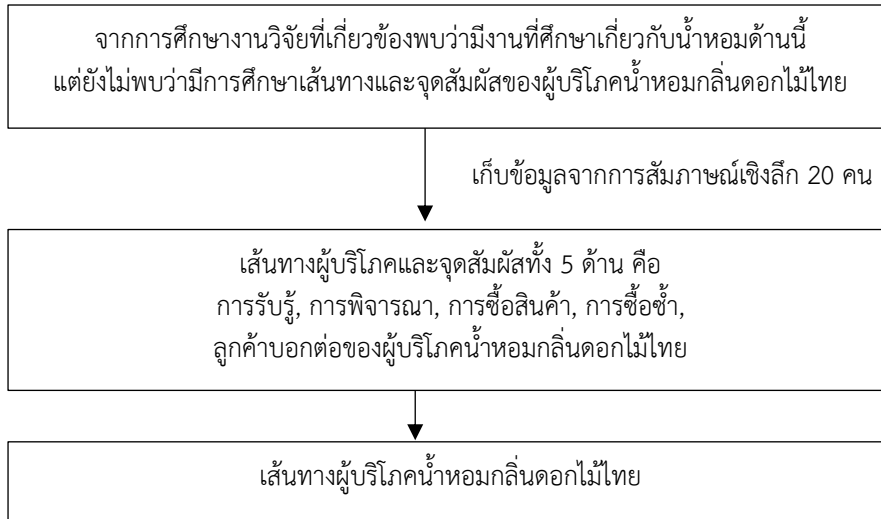 จากการศึกษางานวิจัยที่เกี่ยวข้องพบว่ามีงานที่ศึกษาเกี่ยวกับน้ำหอมด้านนี้
แต่ยังไม่พบว่ามีการศึกษาเส้นทางและจุดสัมผัสของผู้บริโภคน้ำหอมกลิ่นดอกไม้ไทย
เก็บข้อมูลจากการสัมภาษณ์เชิงลึก 20 คน
เส้นทางผู้บริโภคและจุดสัมผัสทั้ง 5 ด้าน คือ
การรับรู้, การพิจารณา, การซื้อสินค้า, การซื้อซ้ำ,
ลูกค้าบอกต่อของผู้บริโภคน้ำหอมกลิ่นดอกไม้ไทย
เส้นทางผู้บริโภคน้ำหอมกลิ่นดอกไม้ไทย